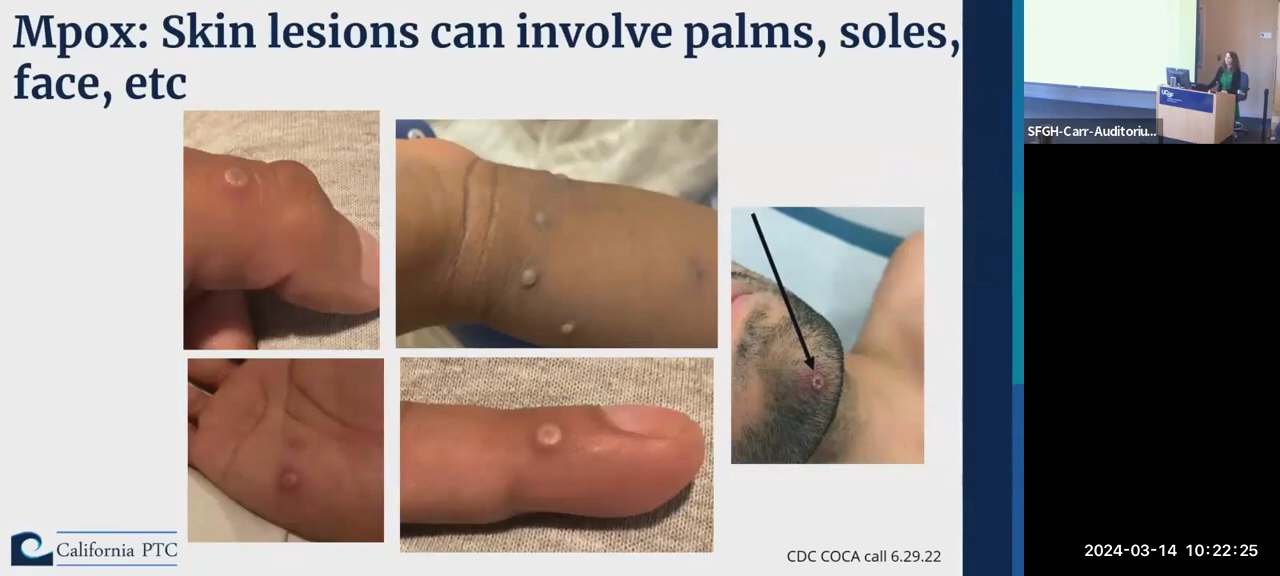 Mpox: Skin lesions can involve palms, soles,
face, etc
California PTC
CDC COCA call 6.29.22
UCSF
SFGH-Carr-Auditoriu...
2024-03-14 10:22:25